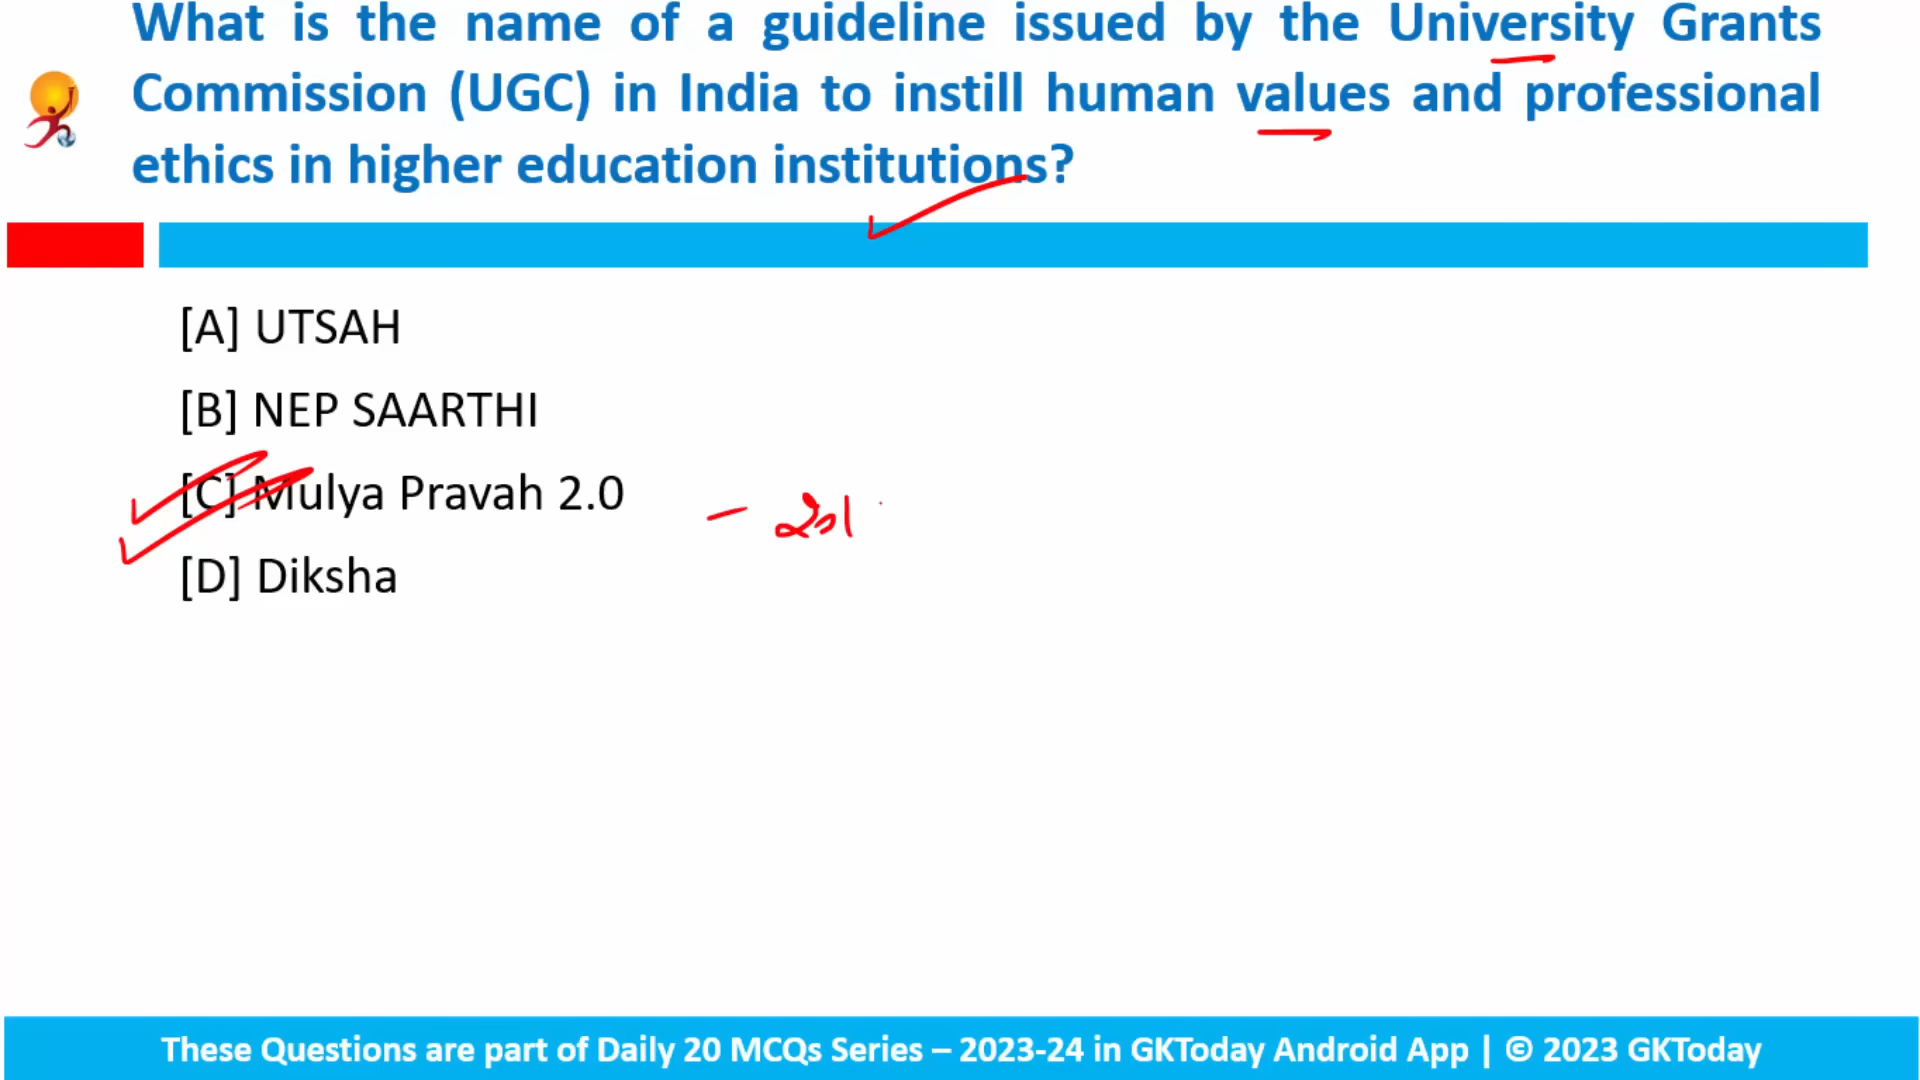 What is the name of a guideline issued by the University Grants
Commission (UGC) in India to instill human values and professional
ethics in higher education institutions?
[A] UTSAH
[B] NEP SAARTHI
[C] Mulya Pravah 2.0
[D] Diksha
These Questions are part of Daily 20 MCQs Series – 2023-24 in GKToday Android App | © 2023 GKToday